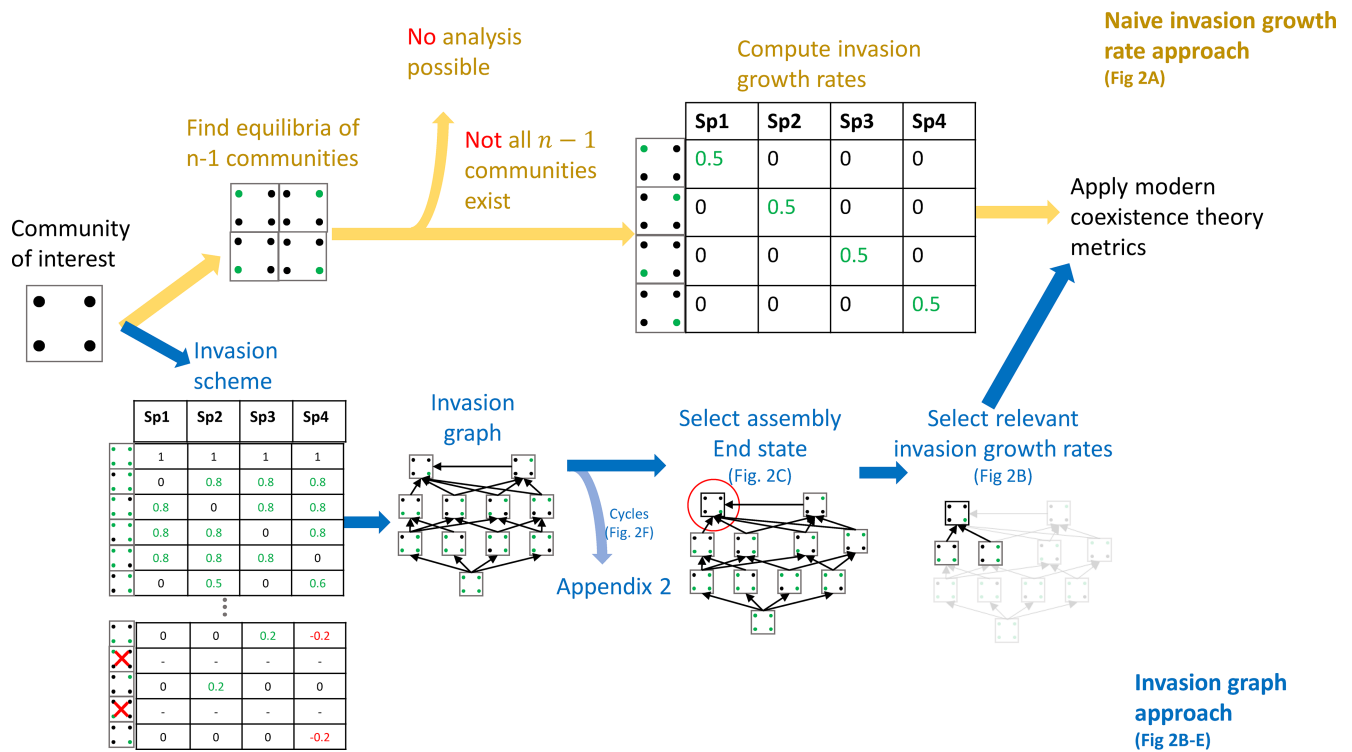 Naive invasion growth
rate approach
(Fig 2A)
No analysis
possible
Compute invasion
growth rates
Find equilibria of
n-1 communities
Not all n − 1
communities
exist
Sp1 Sp2 Sp3 Sp4
0.5 0 0 0
0 0.5 0 0
0 0 0.5 0
0 0 0 0.5
Apply modern
coexistence theory
metrics
Community
of interest
Invasion
scheme
Sp1 Sp2 Sp3 Sp4
1 1 1 1
0 0.8 0.8 0.8
0.8 0 0.8 0.8
0.8 0.8 0 0.8
0.8 0.8 0.8 0
0 0.5 0 0.6
0 0 0.2 -0.2
- - - -
0 0.2 0 0
- - - -
0 0 0 -0.2
Invasion
graph
Cycles
(Fig. 2F)
Appendix 2
Select assembly
End state
(Fig. 2C)
Select relevant
invasion growth rates
(Fig 2B)
Invasion graph
approach
(Fig 2B-E)